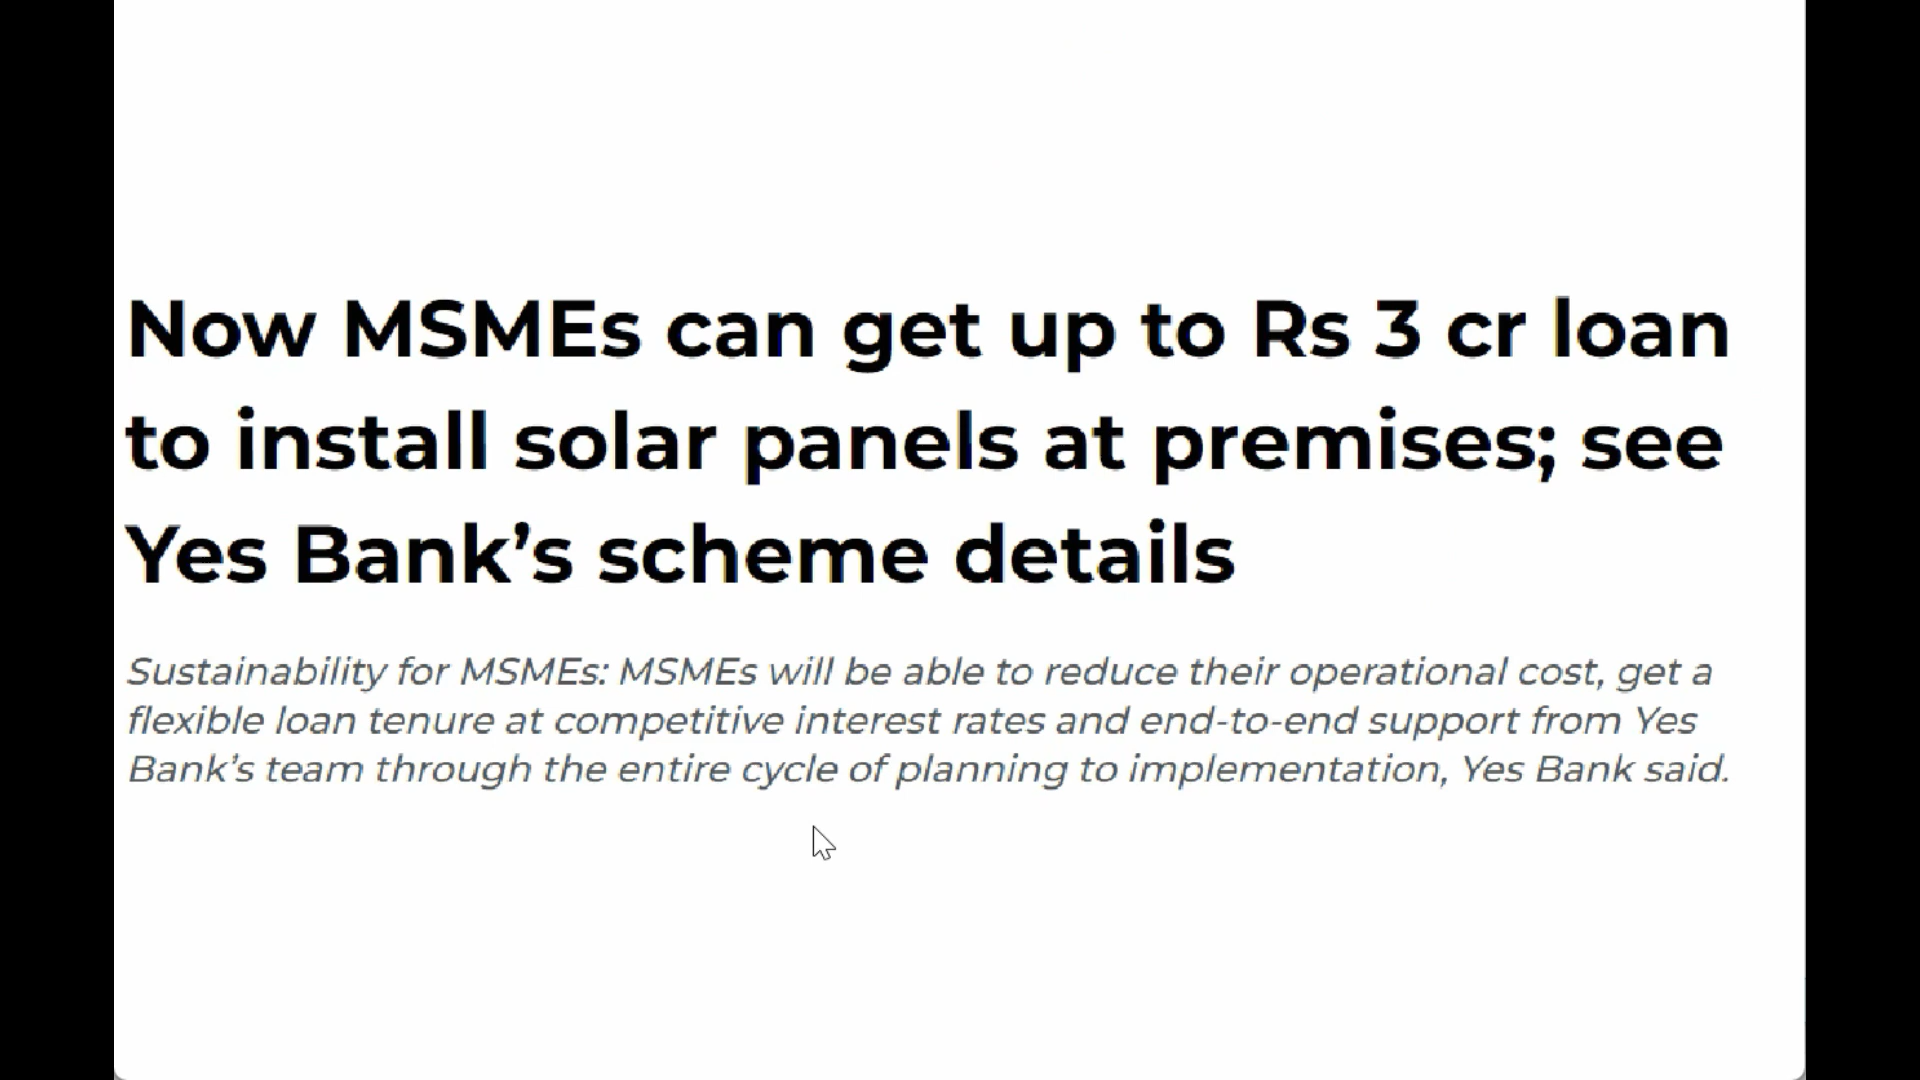 Now MSMEs can get up to Rs 3 cr loan
to install solar panels at premises; see
Yes Bank’s scheme details
Sustainability for MSMEs: MSMEs will be able to reduce their operational cost, get a
flexible loan tenure at competitive interest rates and end-to-end support from Yes
Bank’s team through the entire cycle of planning to implementation, Yes Bank said.